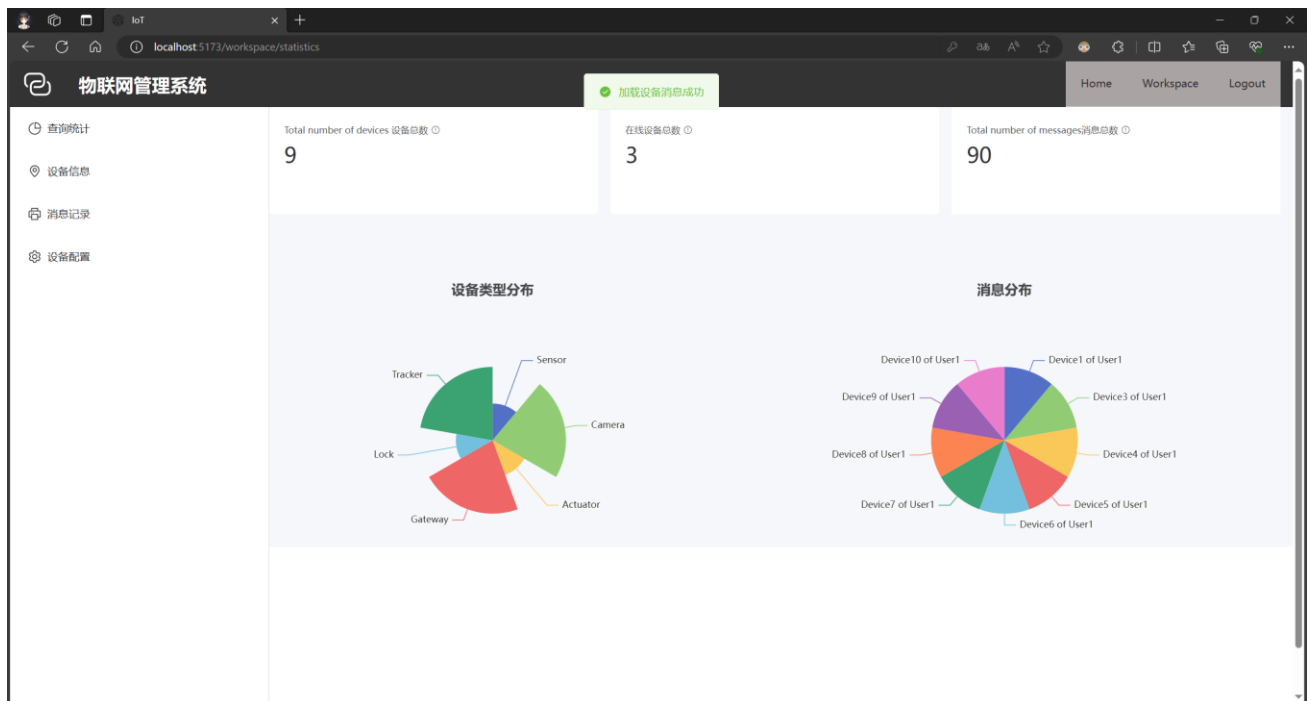 IoT
localhost:5173/workspace/statistics
物联网管理系统
加载设备消息成功
Home Workspace Logout
查询统计
设备信息
消息记录
设备配置
Total number of devices 设备总数
9
在线设备总数
3
Total number of messages消息总数
90
设备类型分布
Sensor
Tracker
Camera
Lock
Actuator
Gateway
消息分布
Device10 of User1
Device1 of User1
Device9 of User1
Device3 of User1
Device8 of User1
Device4 of User1
Device7 of User1
Device5 of User1
Device6 of User1